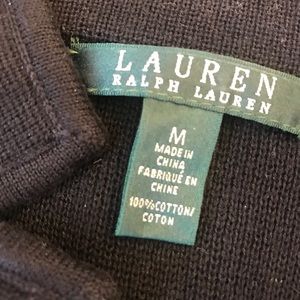 LAUREN
RALPH LAUREN
M
MADE IN
CHINA
FABRIQUÉ EN
CHINE
100%COTTON/
COTON